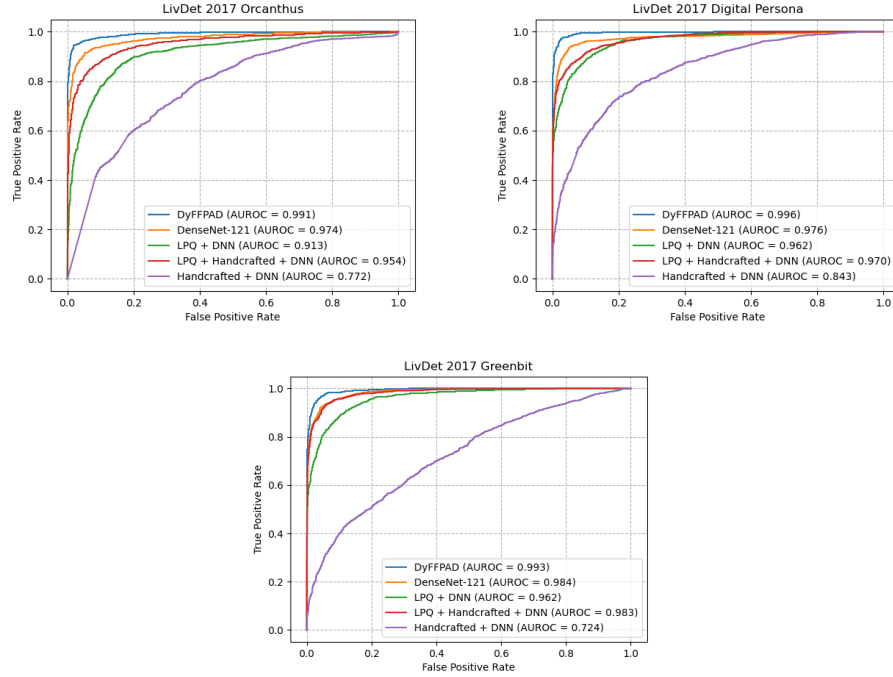 LivDet 2017 Orcanthus
True Positive Rate
1.0
0.8
0.6
0.4
0.2
0.0
DyFFPAD (AUROC = 0.991)
DenseNet-121 (AUROC = 0.974)
LPQ + DNN (AUROC = 0.913)
LPQ + Handcrafted + DNN (AUROC = 0.954)
Handcrafted + DNN (AUROC = 0.772)
0.0 0.2 0.4 0.6 0.8 1.0
False Positive Rate
LivDet 2017 Digital Persona
True Positive Rate
1.0
0.8
0.6
0.4
0.2
0.0
DyFFPAD (AUROC = 0.996)
DenseNet-121 (AUROC = 0.976)
LPQ + DNN (AUROC = 0.962)
LPQ + Handcrafted + DNN (AUROC = 0.970)
Handcrafted + DNN (AUROC = 0.843)
0.0 0.2 0.4 0.6 0.8 1.0
False Positive Rate
LivDet 2017 Greenbit
True Positive Rate
1.0
0.8
0.6
0.4
0.2
0.0
DyFFPAD (AUROC = 0.993)
DenseNet-121 (AUROC = 0.984)
LPQ + DNN (AUROC = 0.962)
LPQ + Handcrafted + DNN (AUROC = 0.983)
Handcrafted + DNN (AUROC = 0.724)
0.0 0.2 0.4 0.6 0.8 1.0
False Positive Rate